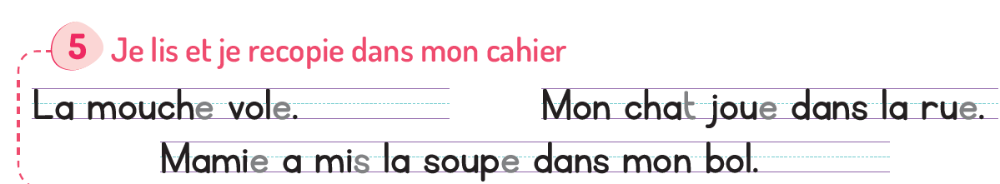 5 Je lis et je recopie dans mon cahier
La mouche vole. Mon chat joue dans la rue.
Mamie a mis la soupe dans mon bol.